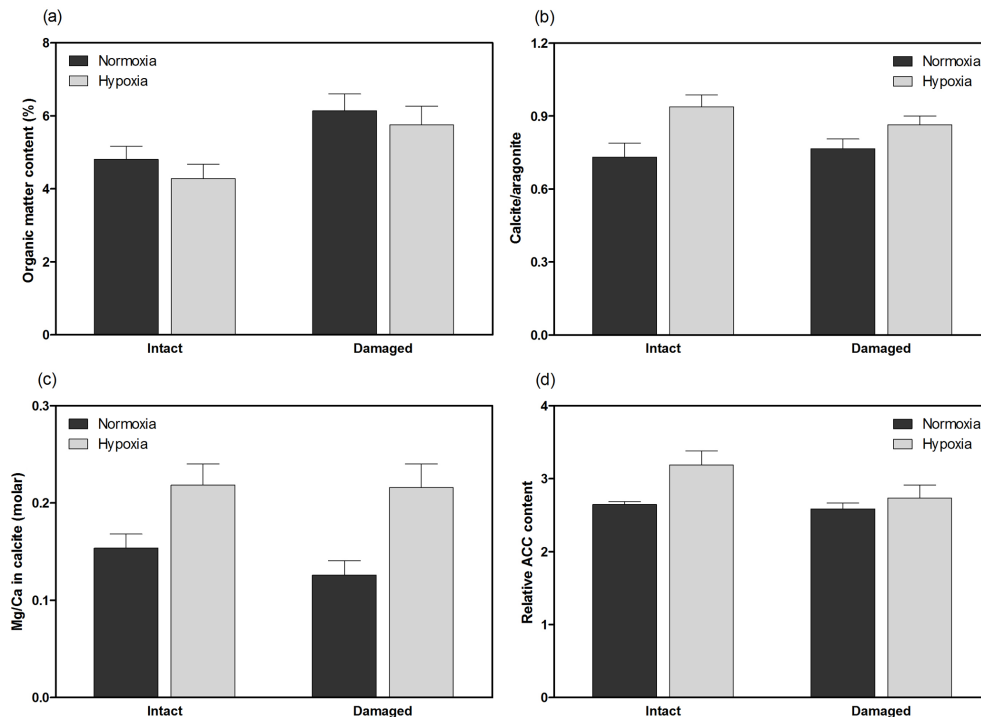 (a)
Organic matter content (%)
8
6
4
2
0
Normoxia
Hypoxia
Intact
Damaged
(b)
Calcite/aragonite
1.2
0.9
0.6
0.3
0.0
Normoxia
Hypoxia
Intact
Damaged
(c)
Mg/Ca in calcite (molar)
0.3
0.2
0.1
0.0
Normoxia
Hypoxia
Intact
Damaged
(d)
Relative ACC content
4
3
2
1
0
Normoxia
Hypoxia
Intact
Damaged